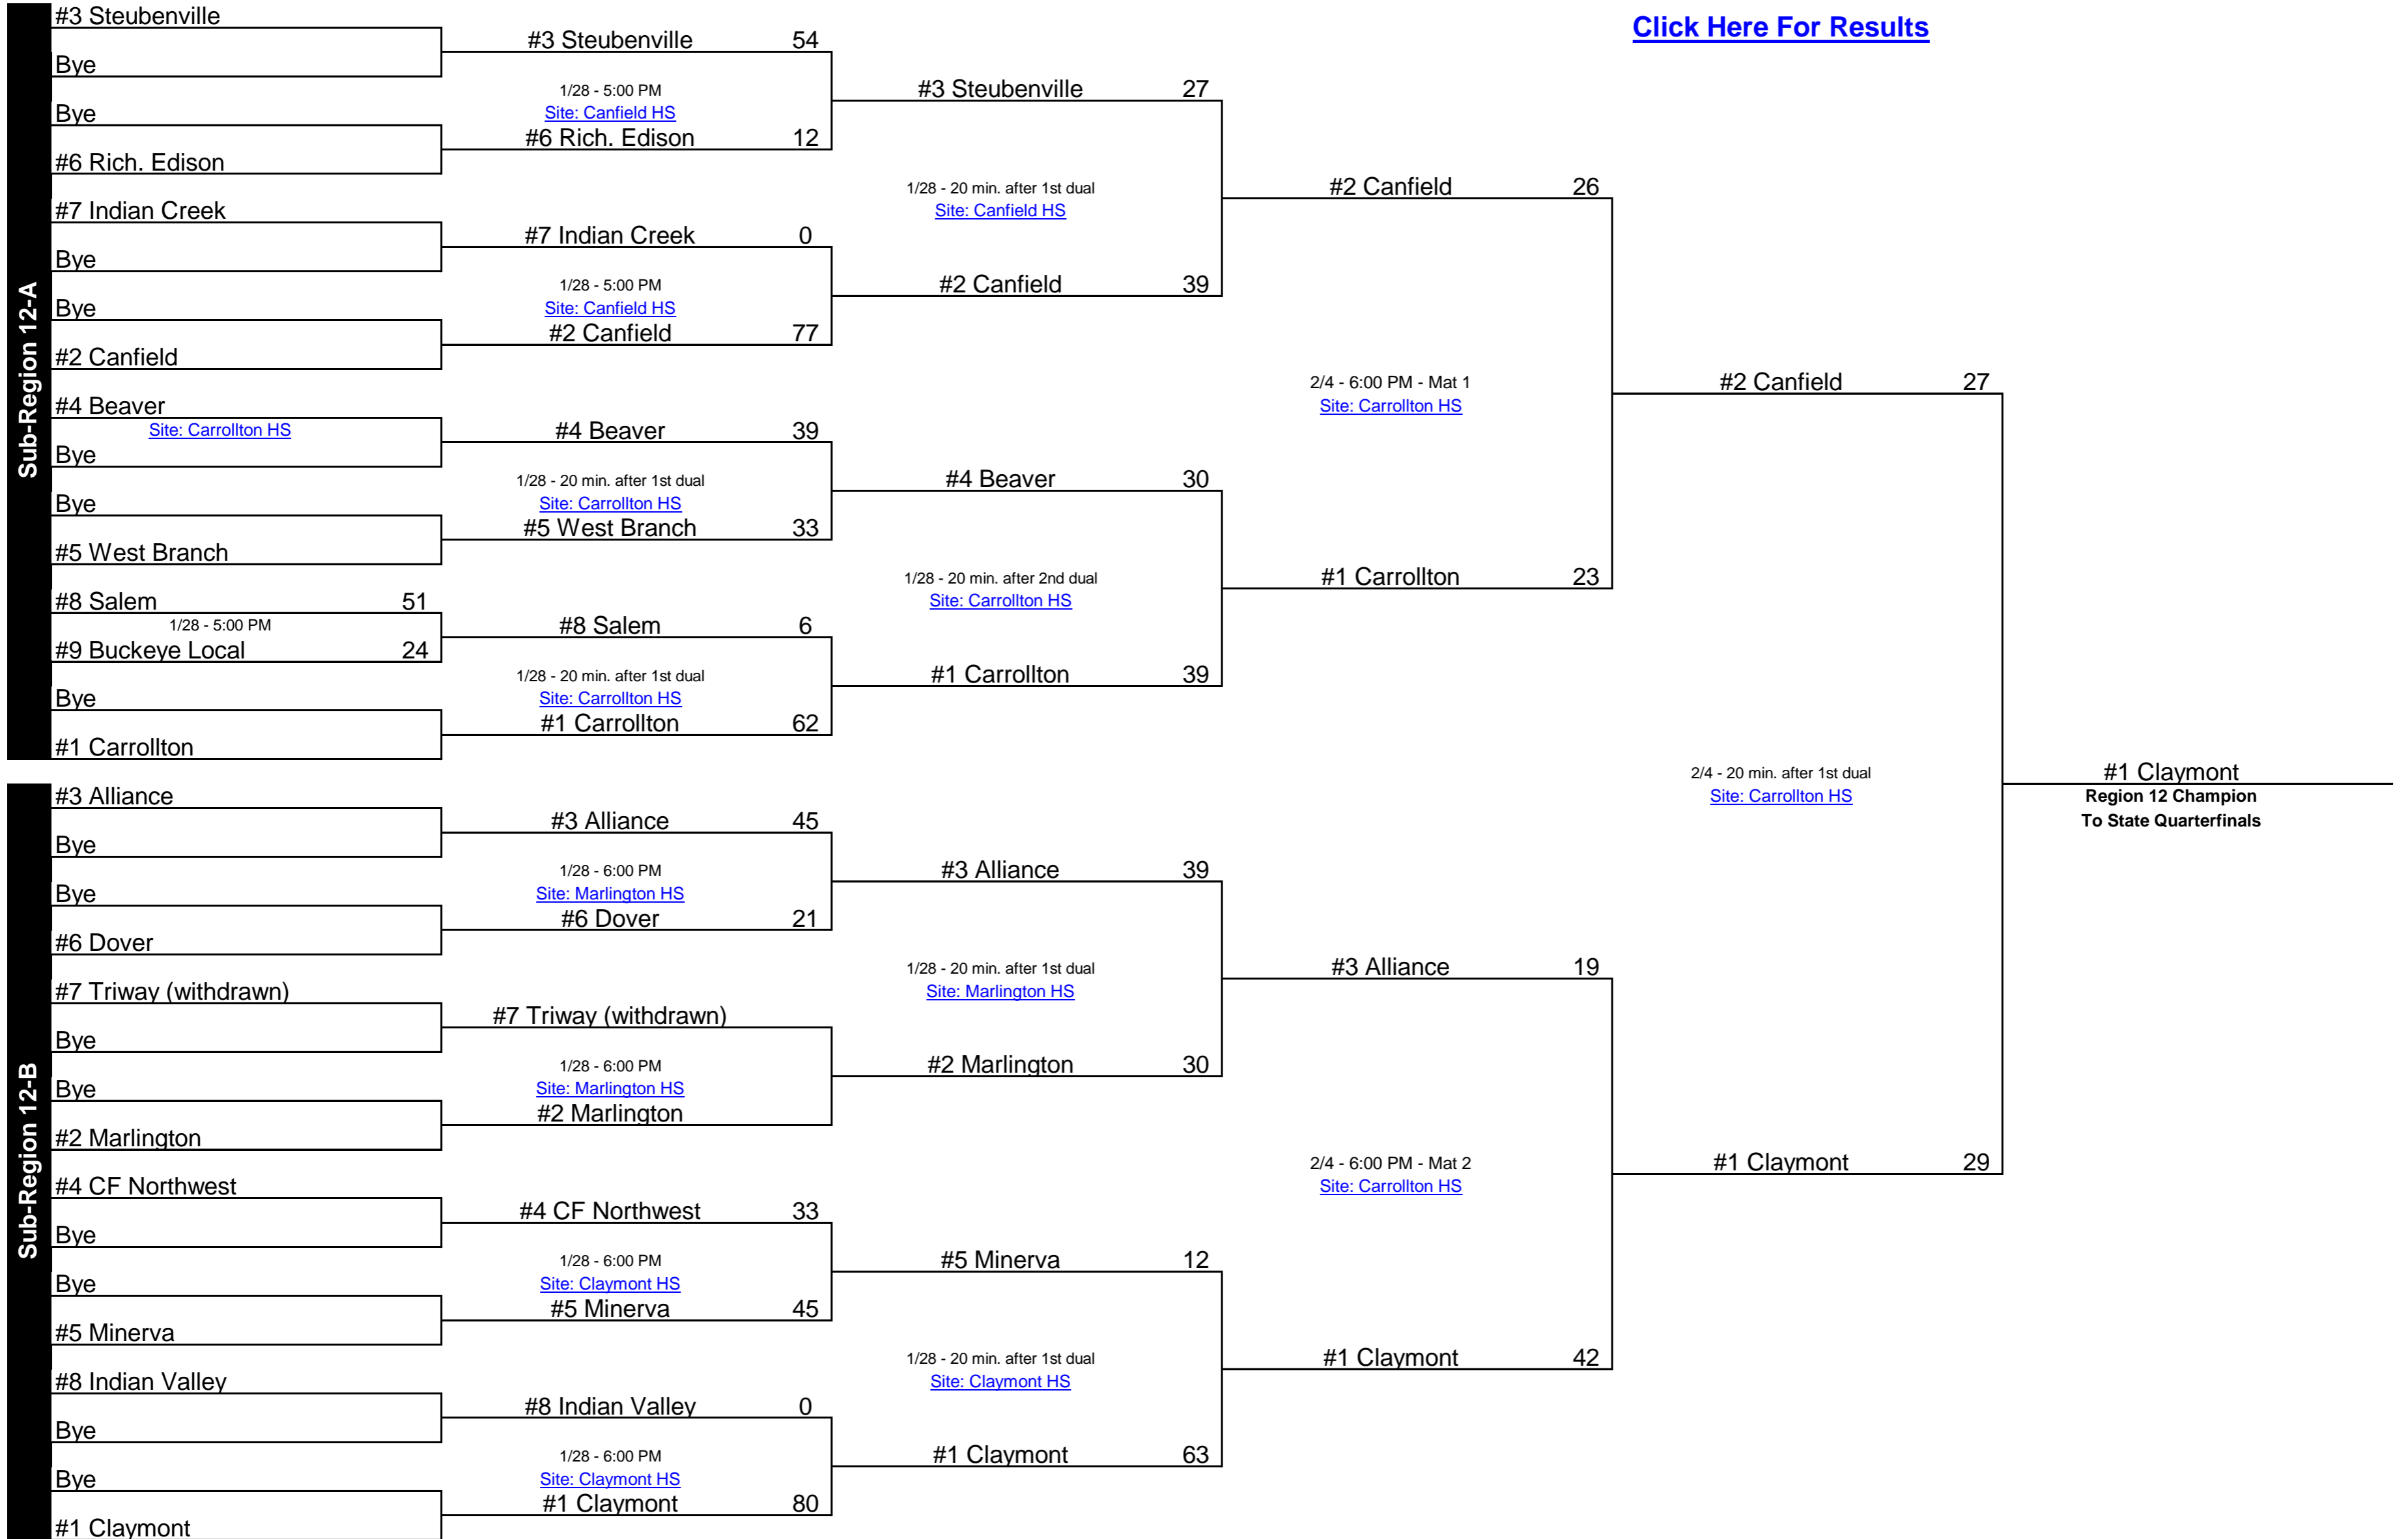 Click Here For Results
Sub-Region 12-A
#3 Steubenville
Bye
Bye
#6 Rich. Edison
#7 Indian Creek
Bye
Bye
#2 Canfield
#4 Beaver
Site: Carrollton HS
Bye
Bye
#5 West Branch
#8 Salem 51
1/28 - 5:00 PM
#9 Buckeye Local 24
Bye
#1 Carrollton
#3 Steubenville 54
1/28 - 5:00 PM
Site: Canfield HS
#6 Rich. Edison 12
#7 Indian Creek 0
1/28 - 5:00 PM
Site: Canfield HS
#2 Canfield 77
#4 Beaver 39
1/28 - 20 min. after 1st dual
Site: Carrollton HS
#5 West Branch 33
#8 Salem 6
1/28 - 20 min. after 1st dual
Site: Carrollton HS
#1 Carrollton 62
#3 Steubenville 27
1/28 - 20 min. after 1st dual
Site: Canfield HS
#2 Canfield 39
#4 Beaver 30
1/28 - 20 min. after 2nd dual
Site: Carrollton HS
#1 Carrollton 39
#2 Canfield 26
2/4 - 6:00 PM - Mat 1
Site: Carrollton HS
#1 Carrollton 23
Sub-Region 12-B
#3 Alliance
Bye
Bye
#6 Dover
#7 Triway (withdrawn)
Bye
Bye
#2 Marlington
#4 CF Northwest
Bye
Bye
#5 Minerva
#8 Indian Valley
Bye
Bye
#1 Claymont
#3 Alliance 45
1/28 - 6:00 PM
Site: Marlington HS
#6 Dover 21
#7 Triway (withdrawn)
1/28 - 6:00 PM
Site: Marlington HS
#2 Marlington
#4 CF Northwest 33
1/28 - 6:00 PM
Site: Claymont HS
#5 Minerva 45
#8 Indian Valley 0
1/28 - 6:00 PM
Site: Claymont HS
#1 Claymont 80
#3 Alliance 39
1/28 - 20 min. after 1st dual
Site: Marlington HS
#2 Marlington 30
#5 Minerva 12
1/28 - 20 min. after 1st dual
Site: Claymont HS
#1 Claymont 63
#3 Alliance 19
2/4 - 6:00 PM - Mat 2
Site: Carrollton HS
#1 Claymont 42
#2 Canfield 27
2/4 - 20 min. after 1st dual
Site: Carrollton HS
#1 Claymont 29
#1 Claymont
Region 12 Champion
To State Quarterfinals